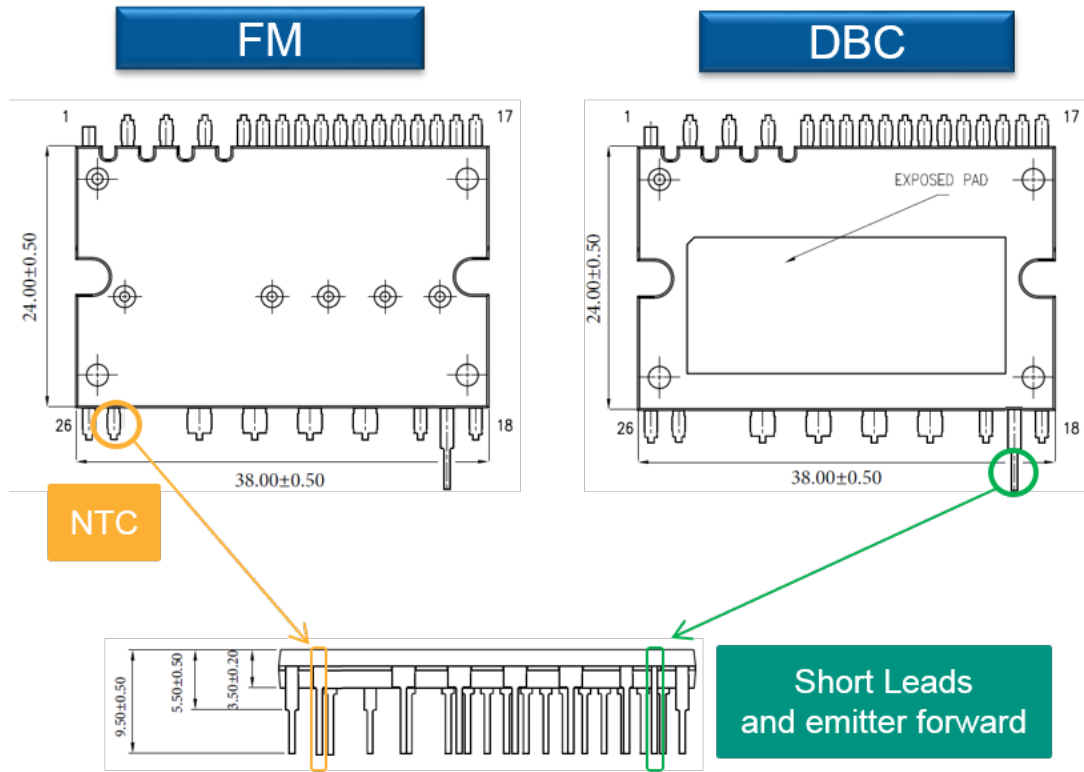 FM
DBC
1
17
24.00±0.50
26
18
38.00±0.50
1
17
EXPOSED PAD
24.00±0.50
26
18
38.00±0.50
NTC
9.50±0.50
5.50±0.50
3.50±0.20
Short Leads
and emitter forward